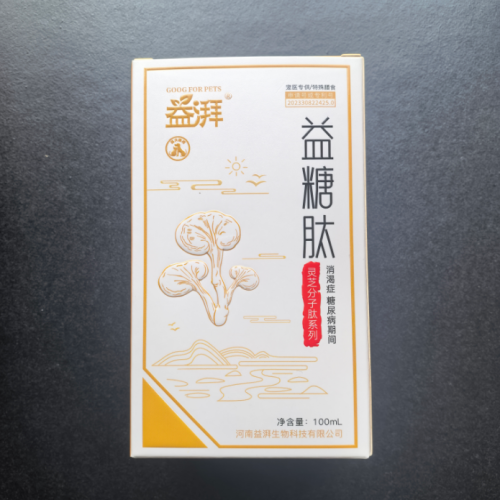 GOOG FOR PETS
益湃
宠医专供/特殊膳食
益糖肽
消渴症 糖尿病期间
灵芝分子肽系列
净含量：100mL
河南益湃生物科技有限公司